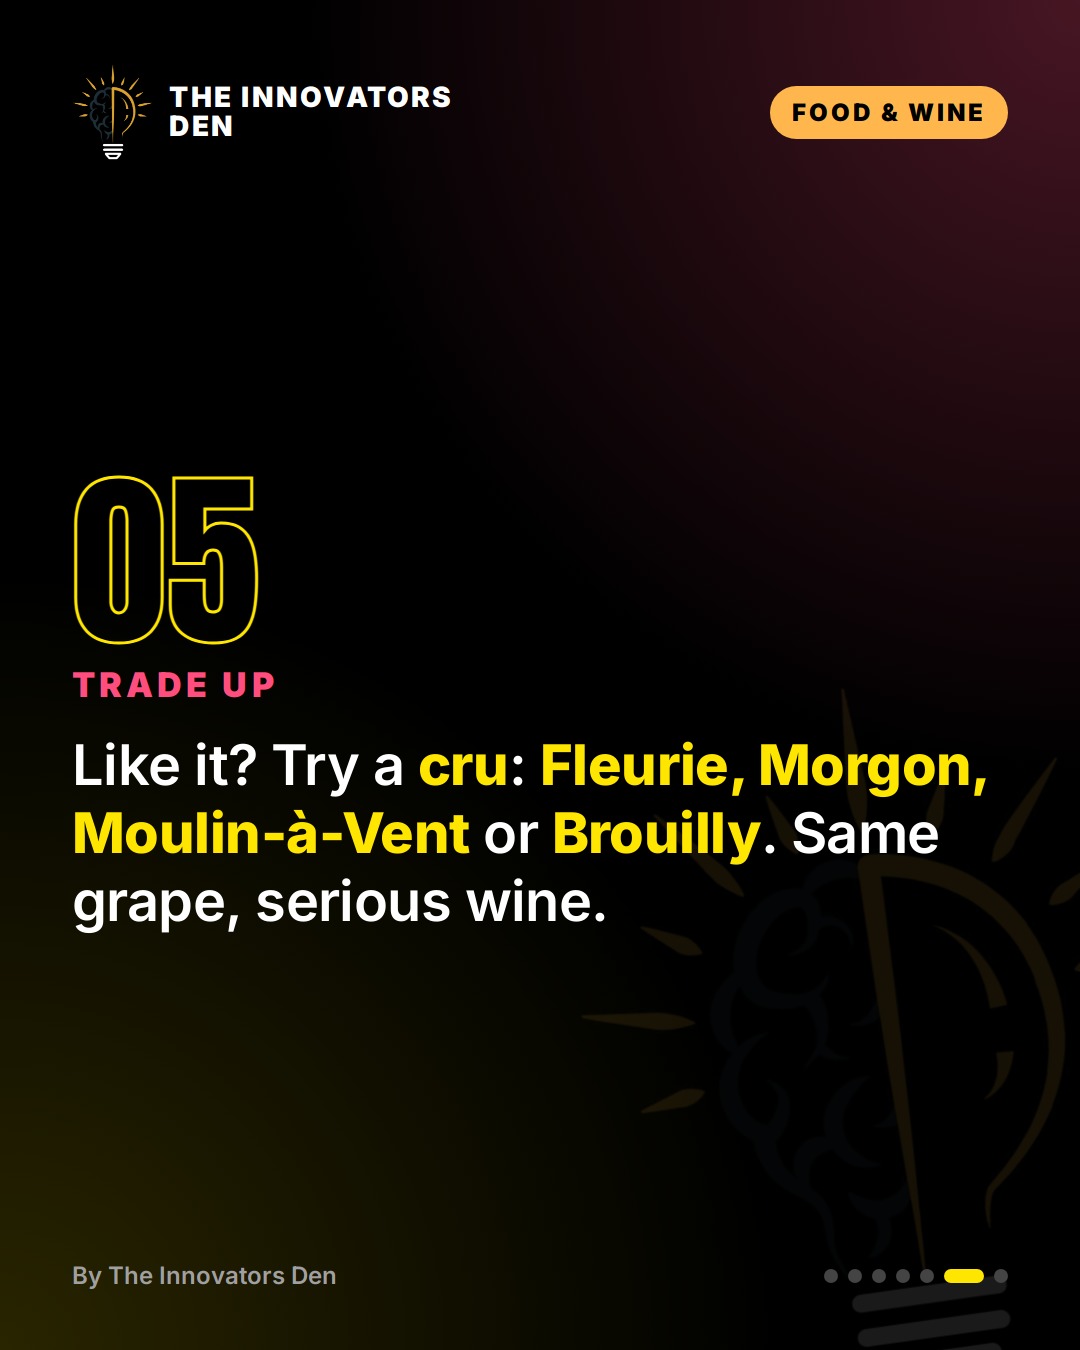 THE INNOVATORS
DEN
FOOD & WINE
05
TRADE UP
Like it? Try a cru: Fleurie, Morgon,
Moulin-à-Vent or Brouilly. Same
grape, serious wine.
By The Innovators Den